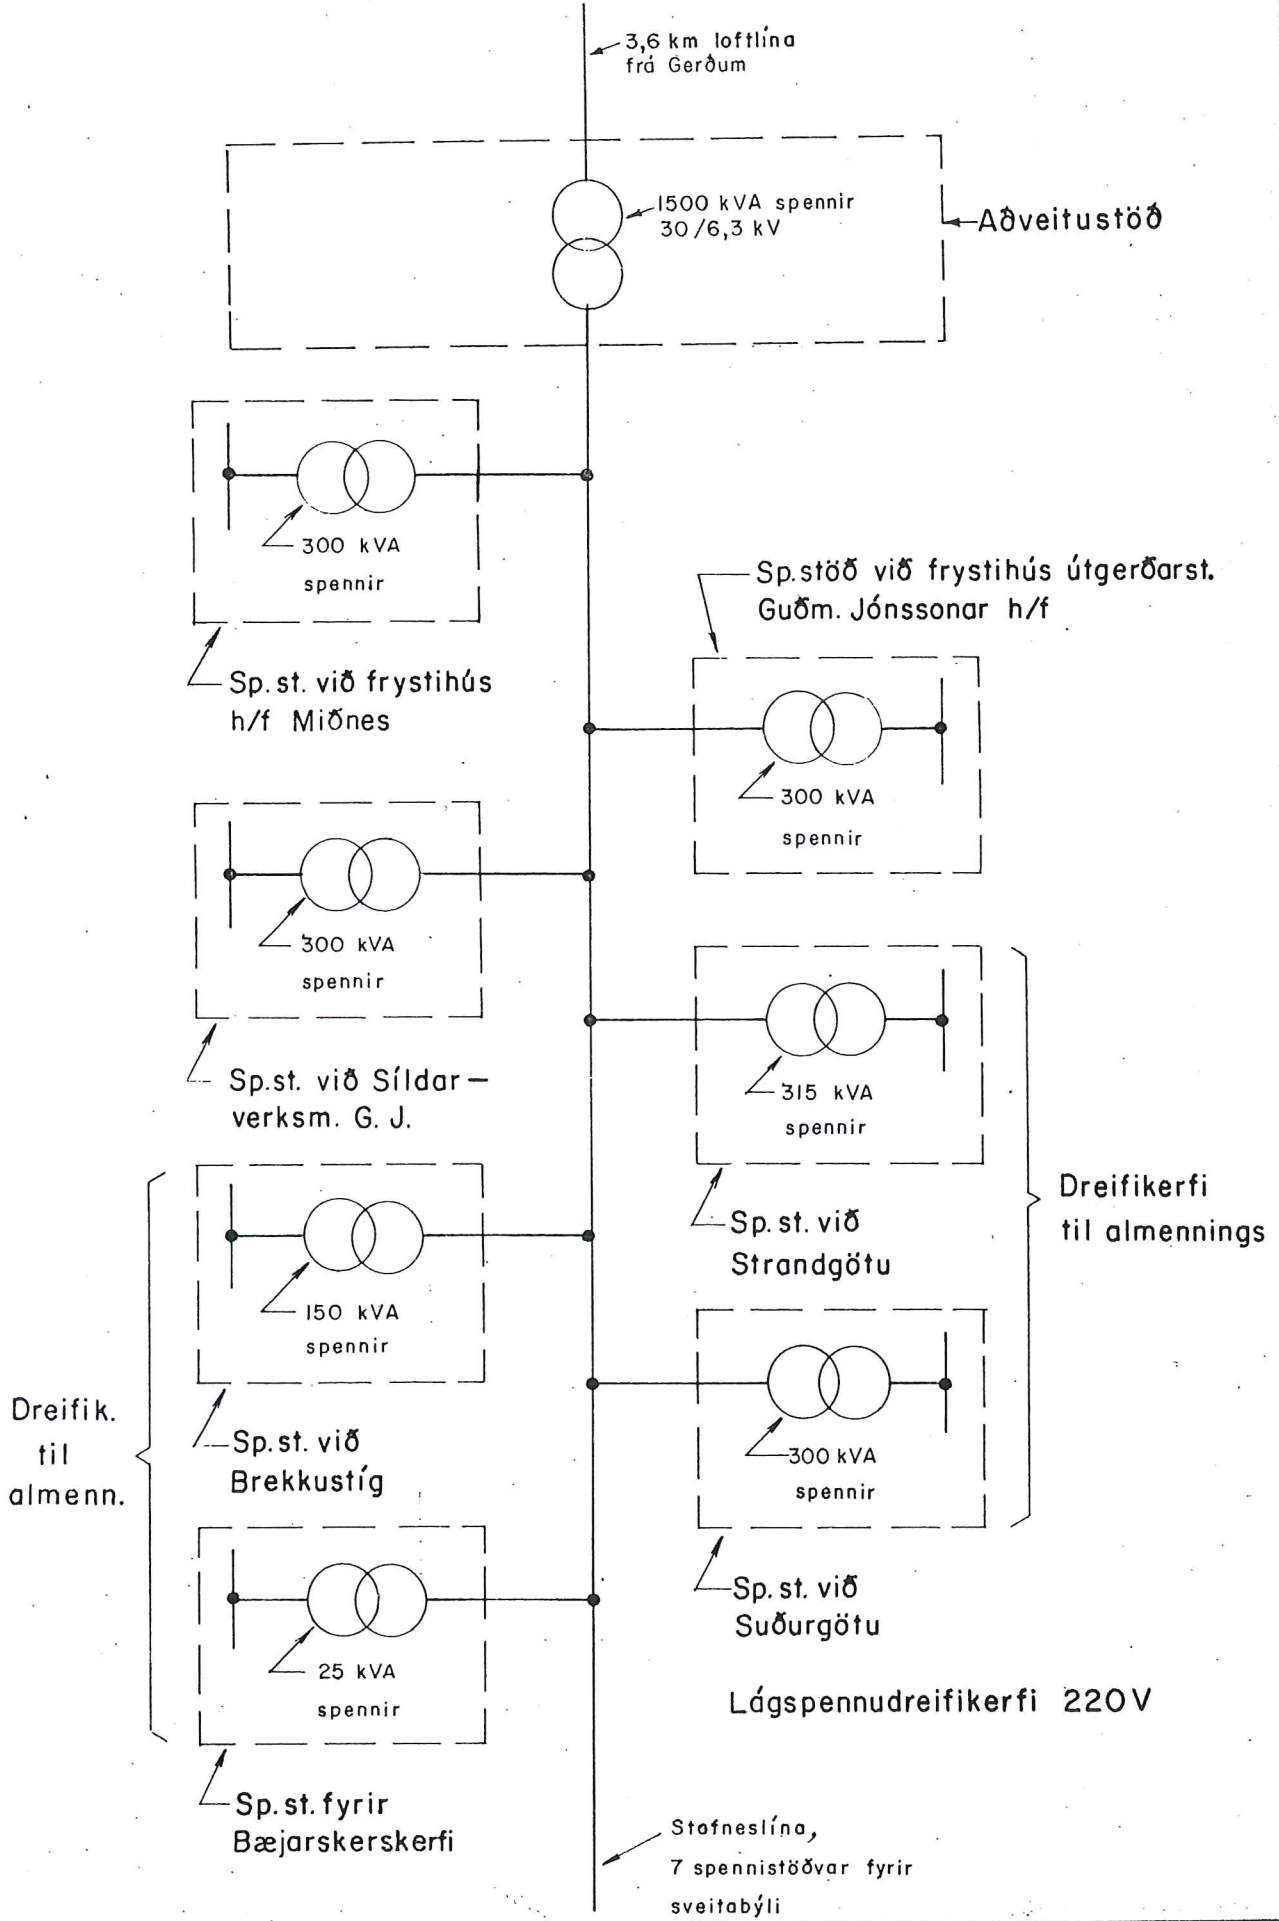 3,6 km loftlína
frá Gerðum
1500 kVA spennir
30/6,3 kV
Aðveitustöð
300 kVA
spennir
Sp. st. við frystihús
h/f Miðnes
Sp. stöð við frystihús útgerðarst.
Guðm. Jónssonar h/f
300 kVA
spennir
300 kVA
spennir
Sp. st. við Síldar-
verksm. G. J.
315 kVA
spennir
Sp. st. við
Strandgötu
Dreifikerfi
til almennings
150 kVA
spennir
Sp. st. við
Brekkustíg
Dreifik.
til
almenn.
300 kVA
spennir
Sp. st. við
Suðurgötu
25 kVA
spennir
Sp. st. fyrir
Bæjarskerskerfi
Lágspennudreifikerfi 220V
Stafneslína,
7 spennistöðvar fyrir
sveitabýli